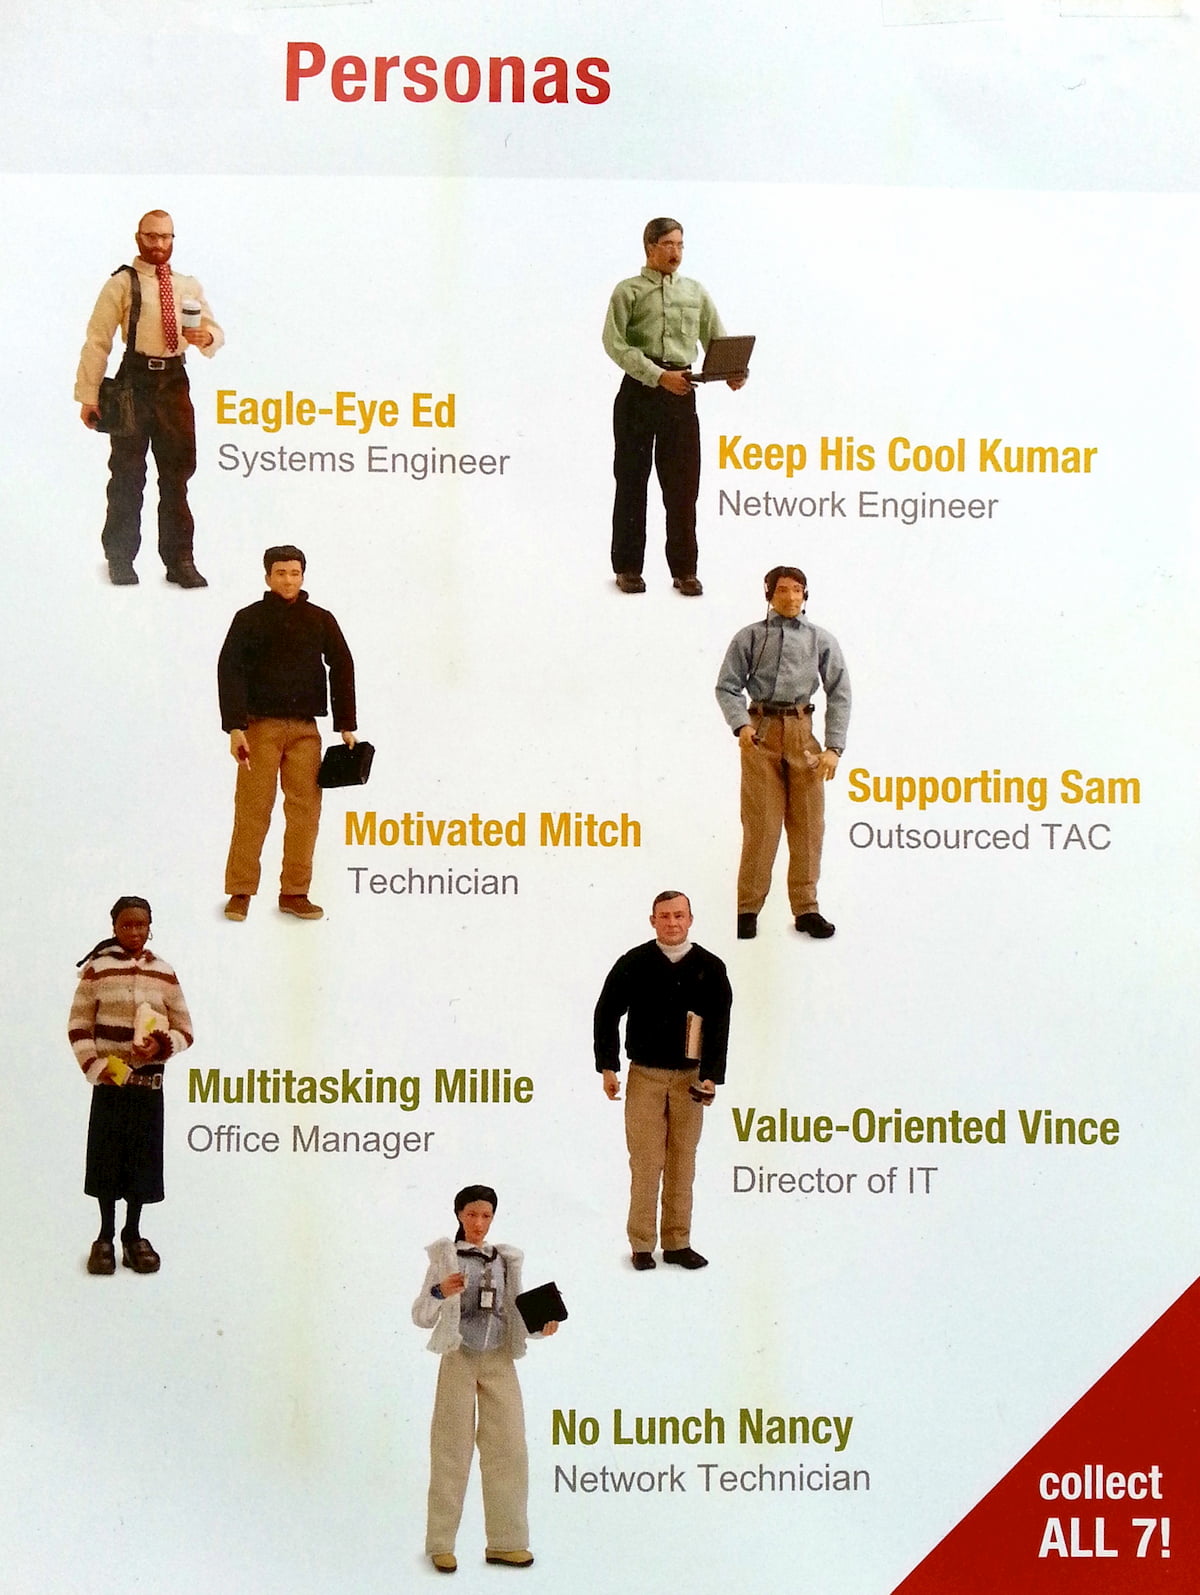 Personas
Eagle-Eye Ed
Systems Engineer
Keep His Cool Kumar
Network Engineer
Motivated Mitch
Technician
Supporting Sam
Outsourced TAC
Multitasking Millie
Office Manager
Value-Oriented Vince
Director of IT
No Lunch Nancy
Network Technician
collect
ALL 7!